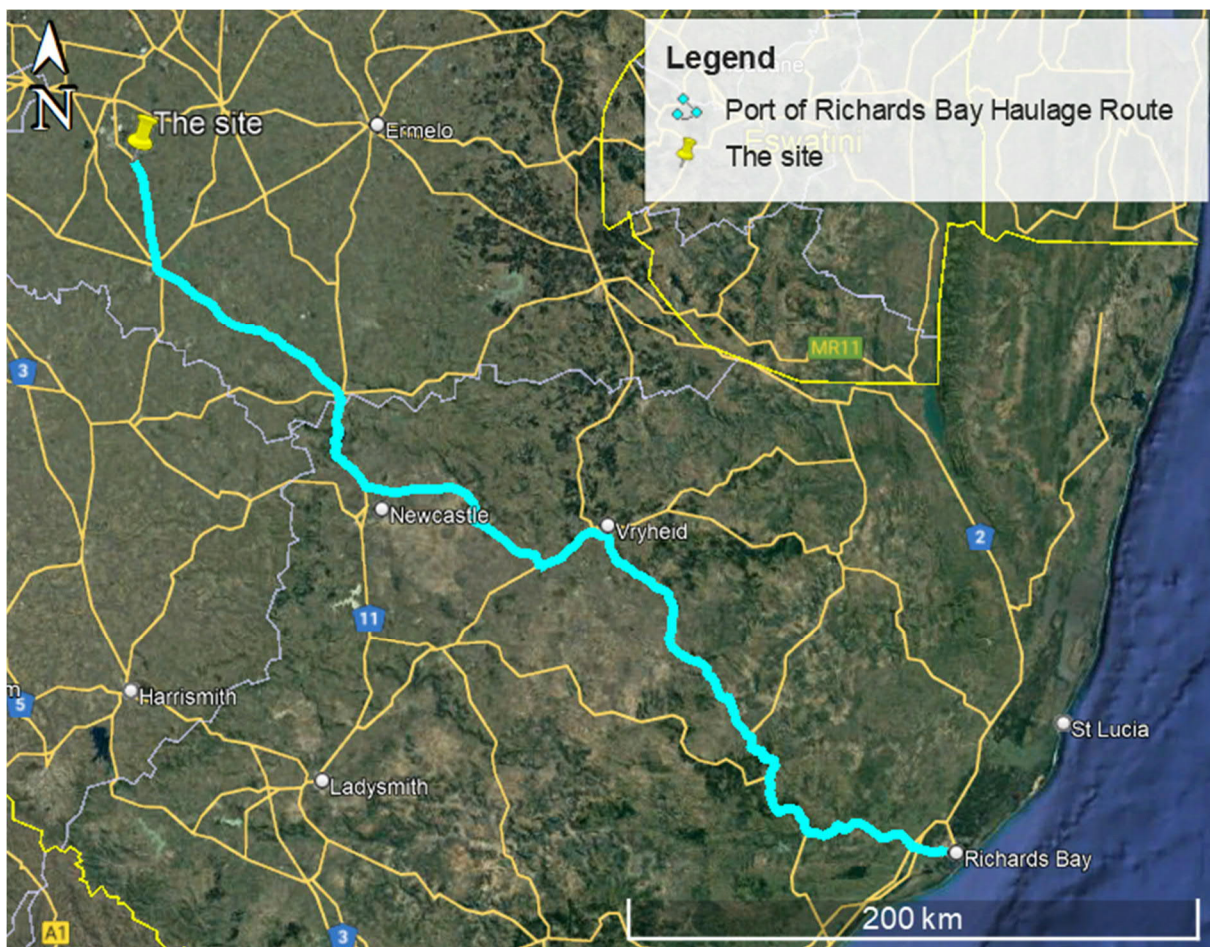 N
Legend
Port of Richards Bay Haulage Route
The site
Eswatini
The site
Ermelo
MR11
3
Newcastle
Vryheid
2
11
Harrismith
5
St Lucia
Ladysmith
Richards Bay
200 km
A1
3